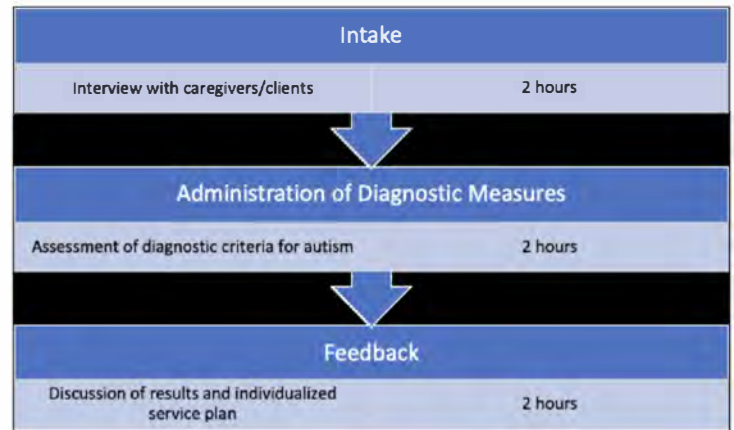 Intake
Interview with caregivers/clients
2 hours
Administration of Diagnostic Measures
Assessment of diagnostic criteria for autism
2 hours
Feedback
Discussion of results and individualized
service plan
2 hours